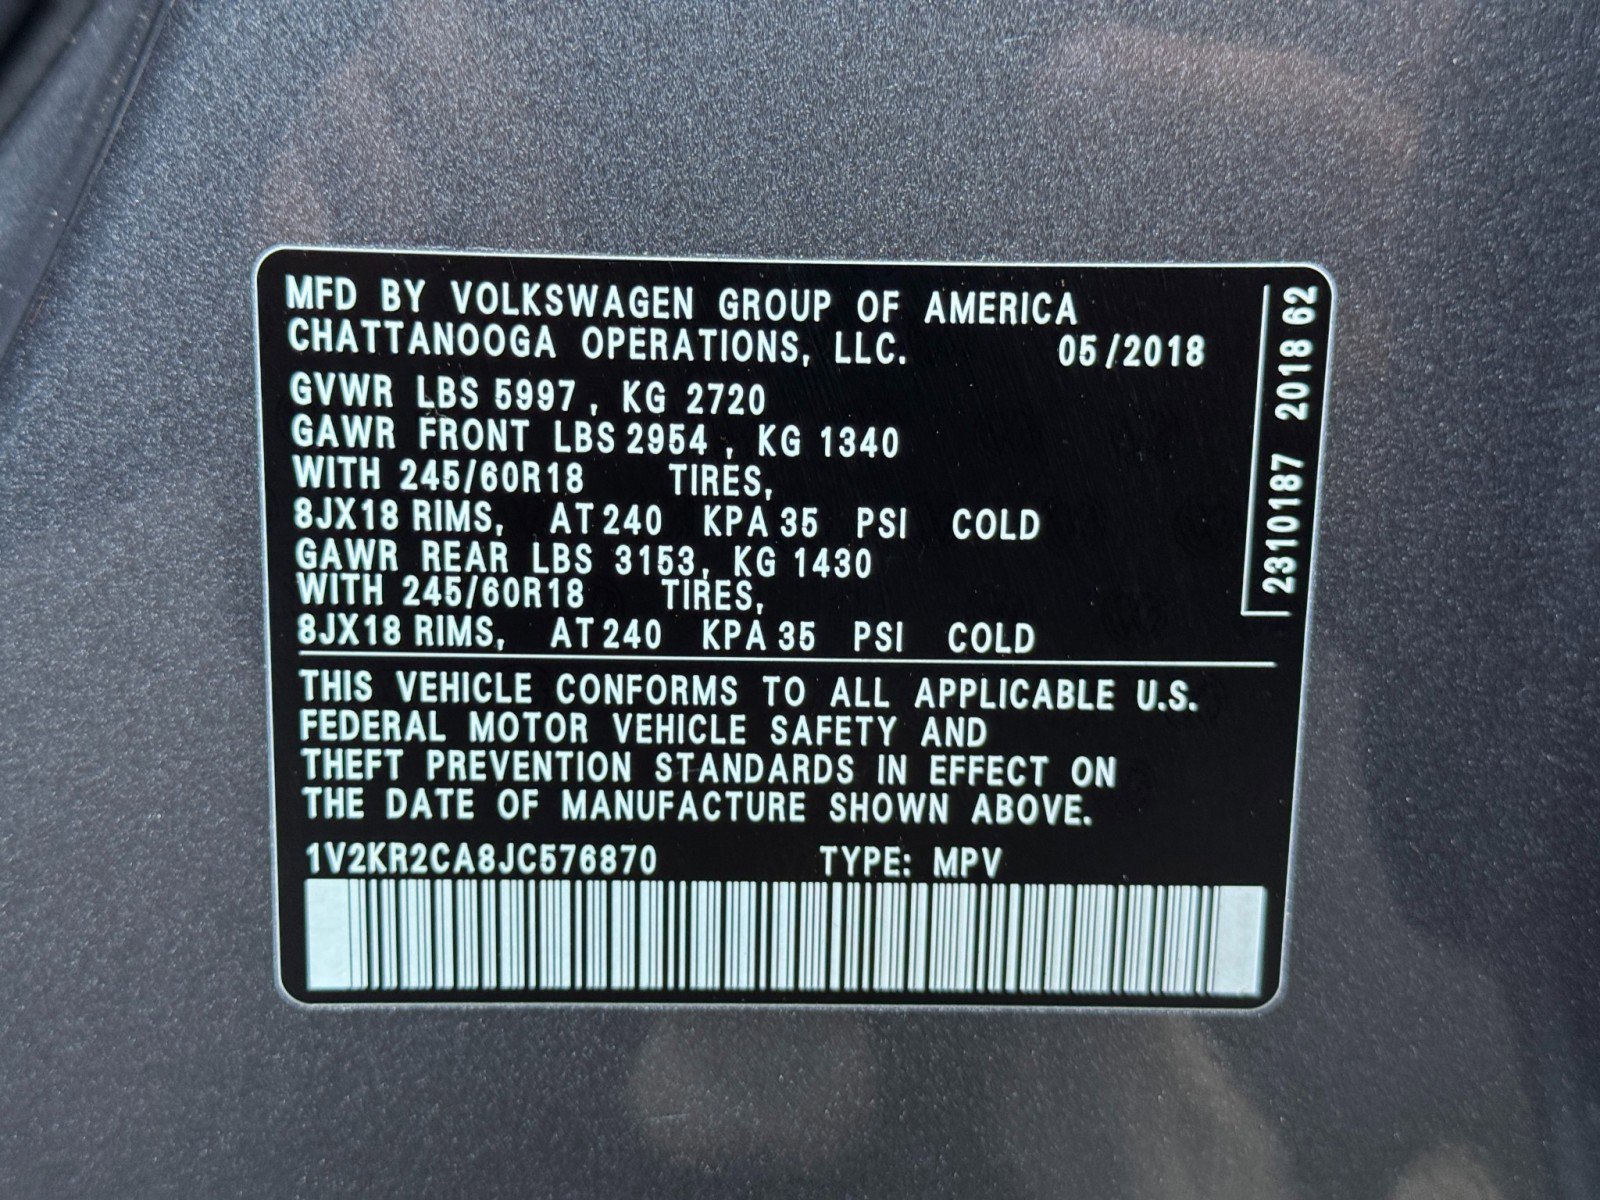 MFD BY VOLKSWAGEN GROUP OF AMERICA
CHATTANOOGA OPERATIONS, LLC. 05/2018
GVWR LBS 5997, KG 2720
GAWR FRONT LBS 2954, KG 1340
WITH 245/60R18 TIRES,
8JX18 RIMS, AT 240 KPA 35 PSI COLD
GAWR REAR LBS 3153, KG 1430
WITH 245/60R18 TIRES,
8JX18 RIMS, AT 240 KPA 35 PSI COLD
THIS VEHICLE CONFORMS TO ALL APPLICABLE U.S.
FEDERAL MOTOR VEHICLE SAFETY AND
THEFT PREVENTION STANDARDS IN EFFECT ON
THE DATE OF MANUFACTURE SHOWN ABOVE.
1V2KR2CA8JC576870 TYPE: MPV
2310187 2018 62